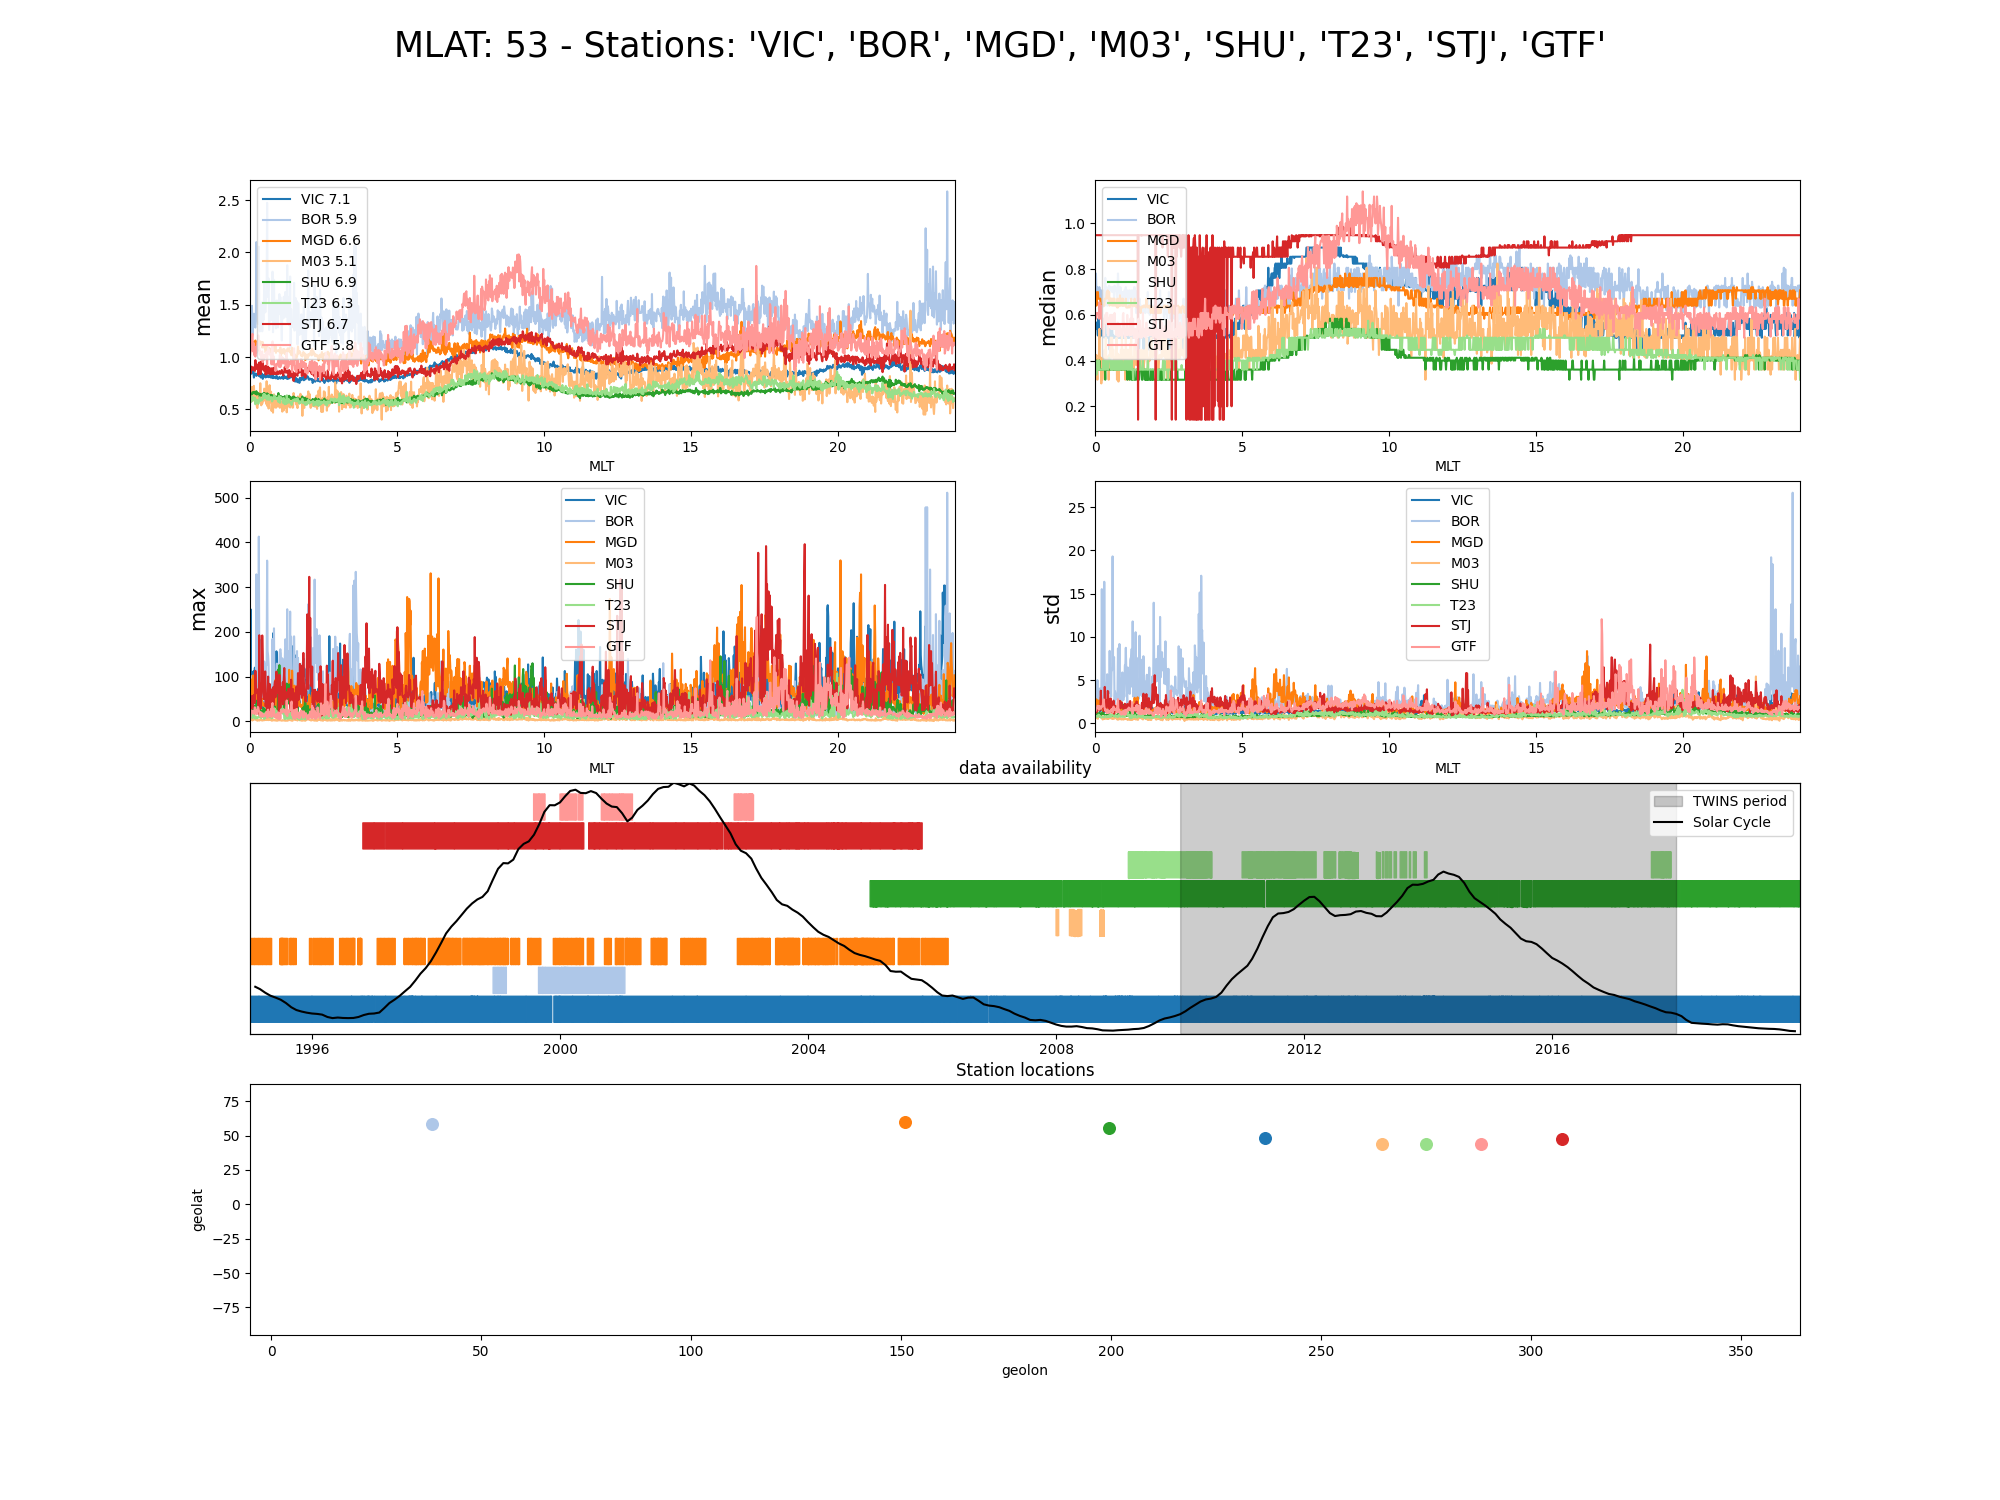 MLAT: 53 - Stations: 'VIC', 'BOR', 'MGD', 'M03', 'SHU', 'T23', 'STJ', 'GTF'
mean
2.5
2.0
1.5
1.0
0.5
VIC 7.1
BOR 5.9
MGD 6.6
M03 5.1
SHU 6.9
T23 6.3
STJ 6.7
GTF 5.8
0 5 10 15 20
MLT
median
1.0
0.8
0.6
0.4
0.2
VIC
BOR
MGD
M03
SHU
T23
STJ
GTF
0 5 10 15 20
MLT
max
500
400
300
200
100
0
VIC
BOR
MGD
M03
SHU
T23
STJ
GTF
0 5 10 15 20
MLT
std
25
20
15
10
5
0
VIC
BOR
MGD
M03
SHU
T23
STJ
GTF
0 5 10 15 20
MLT
data availability
TWINS period
Solar Cycle
1996 2000 2004 2008 2012 2016
Station locations
geolat
75
50
25
0
−25
−50
−75
0 50 100 150 200 250 300 350
geolon